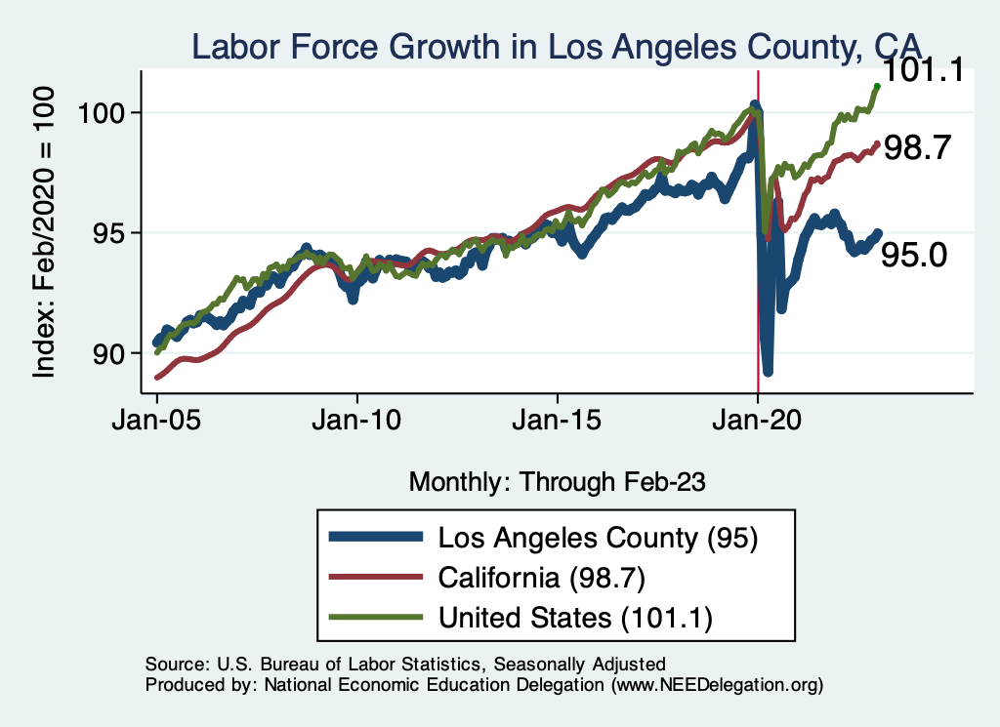 Labor Force Growth in Los Angeles County, CA
101.1
100
98.7
95
95.0
90
Index: Feb/2020 = 100
Jan-05 Jan-10 Jan-15 Jan-20
Monthly: Through Feb-23
Los Angeles County (95)
California (98.7)
United States (101.1)
Source: U.S. Bureau of Labor Statistics, Seasonally Adjusted
Produced by: National Economic Education Delegation (www.NEEDelegation.org)